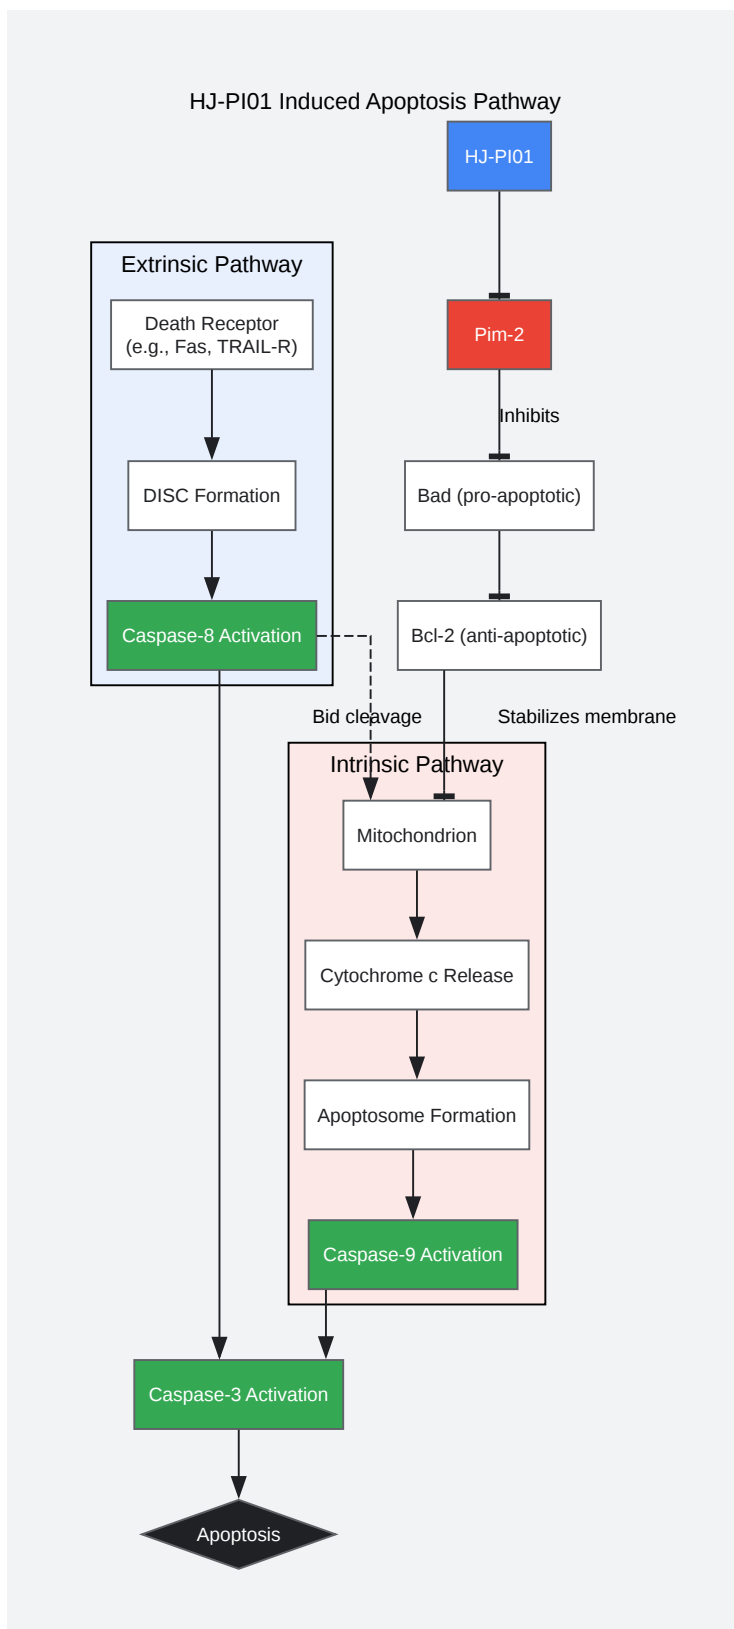 HJ-PI01 Induced Apoptosis Pathway
HJ-PI01
Extrinsic Pathway
Death Receptor
(e.g., Fas, TRAIL-R)
Pim-2
Inhibits
DISC Formation
Bad (pro-apoptotic)
Caspase-8 Activation
Bcl-2 (anti-apoptotic)
Bid cleavage
Stabilizes membrane
Intrinsic Pathway
Mitochondrion
Cytochrome c Release
Apoptosome Formation
Caspase-9 Activation
Caspase-3 Activation
Apoptosis